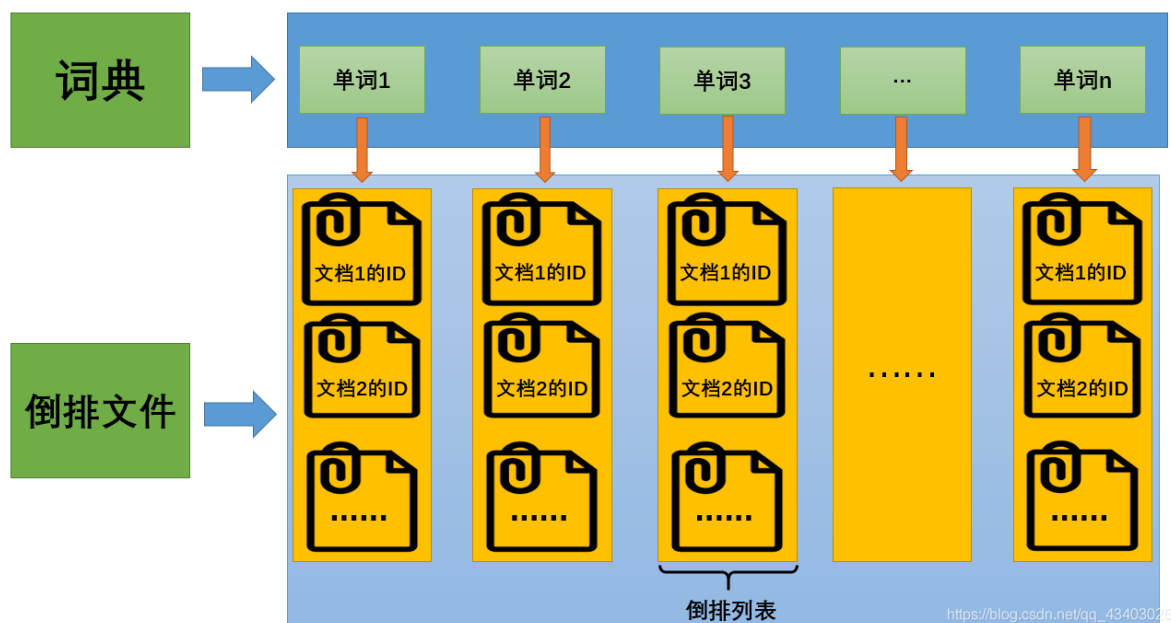 词典
单词1
单词2
单词3
...
单词n
文档1的ID
文档1的ID
文档1的ID
文档1的ID
文档2的ID
文档2的ID
文档2的ID
……
文档2的ID
倒排文件
……
……
……
……
倒排列表
https://blog.csdn.net/qq_43403025